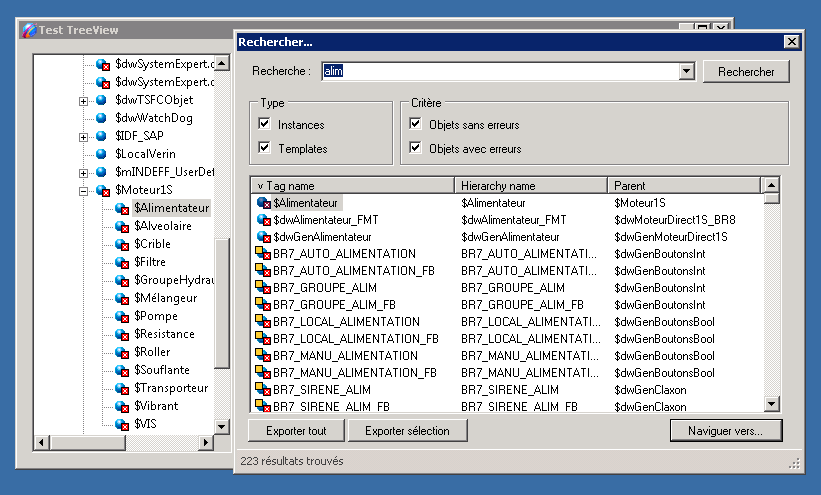 Test TreeView
$dwSystemExpert.c
$dwSystemExpert.c
$dwTSFCObjet
$dwWatchDog
$IDF_SAP
$LocalVerin
$mINDEFF_UserDef
$Moteur1S
$Alimentateur
$Alveolaire
$Crible
$Filtre
$GroupeHydrau
$Mélangeur
$Pompe
$Resistance
$Roller
$Souflante
$Transporteur
$Vibrant
$VIS
Rechercher...
Recherche : alim Rechercher
Type Critère
Instances Objets sans erreurs
Templates Objets avec erreurs
v Tag name Hierarchy name Parent
$Alimentateur $Alimentateur $Moteur1S
$dwAlimentateur_FMT $dwAlimentateur_FMT $dwMoteurDirect1S_BR8
$dwGenAlimentateur $dwGenAlimentateur $dwGenMoteurDirect1S
BR7_AUTO_ALIMENTATION BR7_AUTO_ALIMENTATI... $dwGenBoutonsInt
BR7_AUTO_ALIMENTATION_FB BR7_AUTO_ALIMENTATI... $dwGenBoutonsInt
BR7_GROUPE_ALIM BR7_GROUPE_ALIM $dwGenBoutonsInt
BR7_GROUPE_ALIM_FB BR7_GROUPE_ALIM_FB $dwGenBoutonsInt
BR7_LOCAL_ALIMENTATION BR7_LOCAL_ALIMENTATI... $dwGenBoutonsBool
BR7_LOCAL_ALIMENTATION_FB BR7_LOCAL_ALIMENTATI... $dwGenBoutonsBool
BR7_MANU_ALIMENTATION BR7_MANU_ALIMENTATI... $dwGenBoutonsBool
BR7_MANU_ALIMENTATION_FB BR7_MANU_ALIMENTATI... $dwGenBoutonsBool
BR7_SIRENE_ALIM BR7_SIRENE_ALIM $dwGenClaxon
BR7_SIRENE_ALIM_FB BR7_SIRENE_ALIM_FB $dwGenClaxon
Exporter tout Exporter sélection Naviguer vers...
223 résultats trouvés